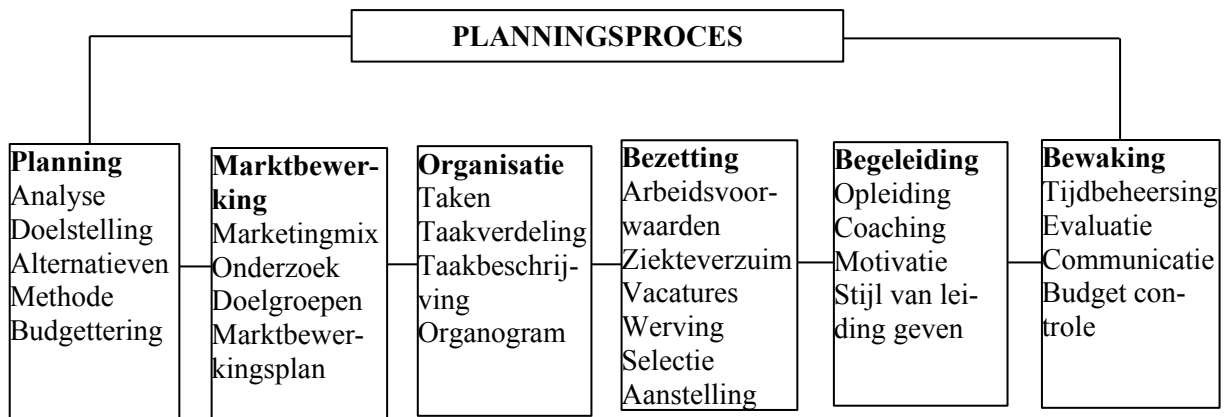 PLANNINGSPROCES
Planning
Analyse
Doelstelling
Alternatieven
Methode
Budgettering
Marktbewer-
king
Marketingmix
Onderzoek
Doelgroepen
Marktbewer-
kingsplan
Organisatie
Taken
Taakverdeling
Taakbeschrij-
ving
Organogram
Bezetting
Arbeidsvoor-
waarden
Ziekteverzuim
Vacatures
Werving
Selectie
Aanstelling
Begeleiding
Opleiding
Coaching
Motivatie
Stijl van lei-
ding geven
Bewaking
Tijdbeheersing
Evaluatie
Communicatie
Budget con-
trole